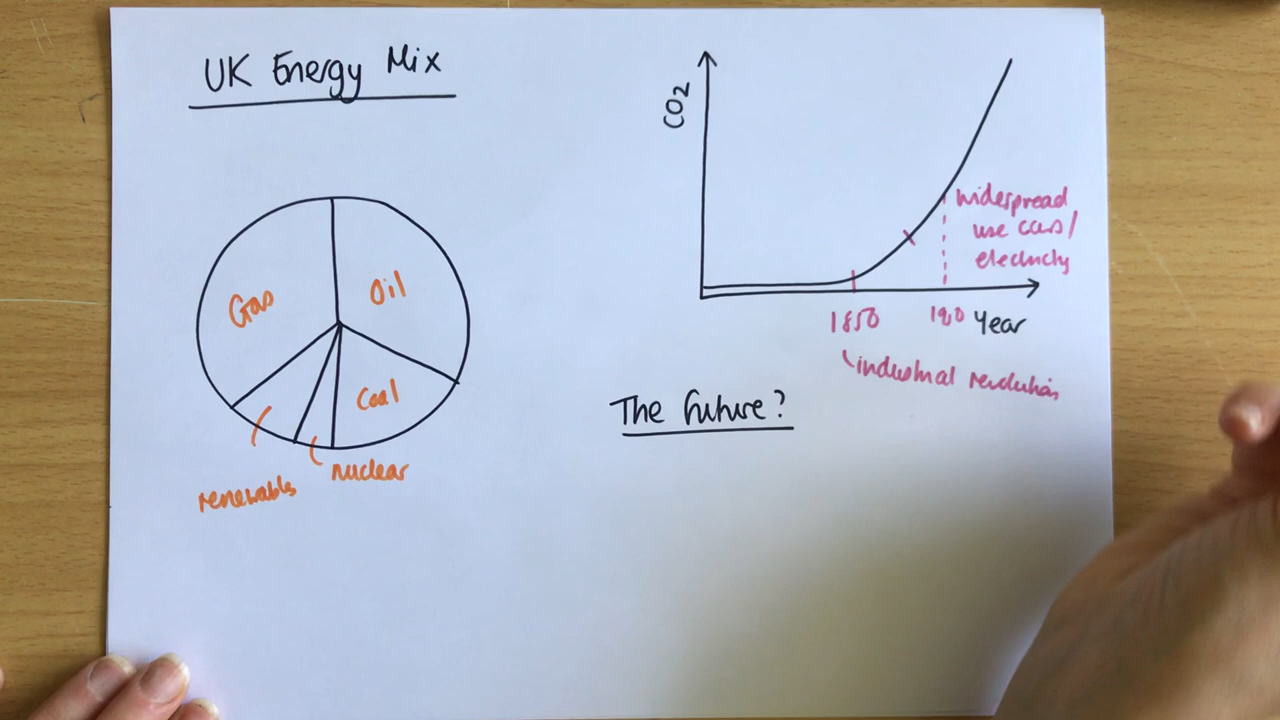 UK Energy Mix
Gas
Oil
Coal
renewables
nuclear
CO2
widespread
use cars/
electricity
1850
Year
industrial revolution
The Future?